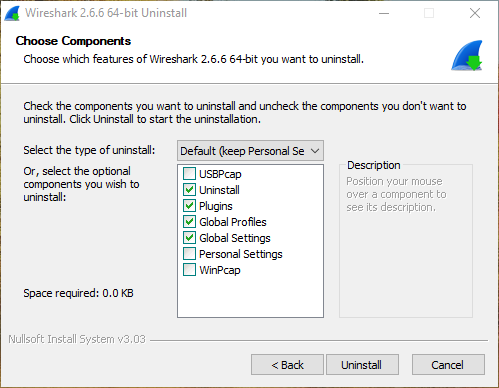 Wireshark 2.6.6 64-bit Uninstall
Choose Components
Choose which features of Wireshark 2.6.6 64-bit you want to uninstall.
Check the components you want to uninstall and uncheck the components you don't want to
uninstall. Click Uninstall to start the uninstallation.
Select the type of uninstall:
Default (keep Personal Se
Or, select the optional
components you wish to
uninstall:
USBPcap
Uninstall
Plugins
Global Profiles
Global Settings
Personal Settings
WinPcap
Description
Position your mouse
over a component to
see its description.
Space required: 0.0 KB
Nullsoft Install System v3.03
< Back
Uninstall
Cancel